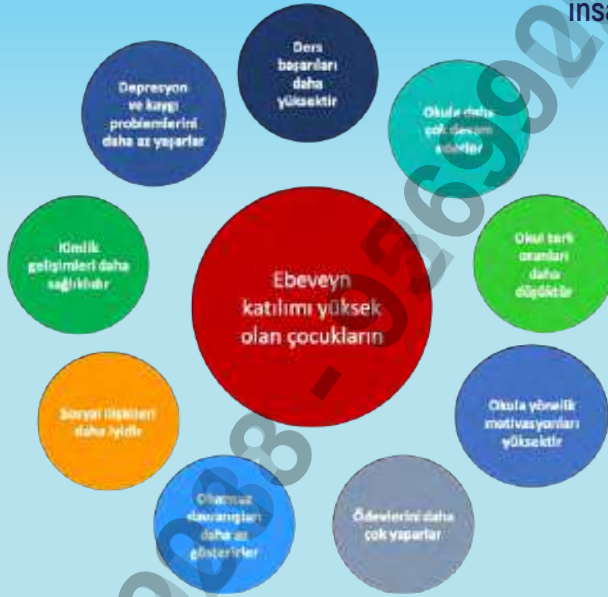 Ders
başarıları
daha
yüksektir
Okula daha
çok devam
ederler
Okul terk
oranları
daha
düşüktür
Okula yönelik
motivasyonları
yüksektir
Ödevlerini daha
çok yaparlar
Olumsuz
davranışları
daha az
gösterirler
Sosyal ilişkileri
daha iyidir
Kimlik
gelişimleri daha
sağlıklıdır
Depresyon
ve kaygı
problemlerini
daha az yaşarlar
Ebeveyn
katılımı yüksek
olan çocukların